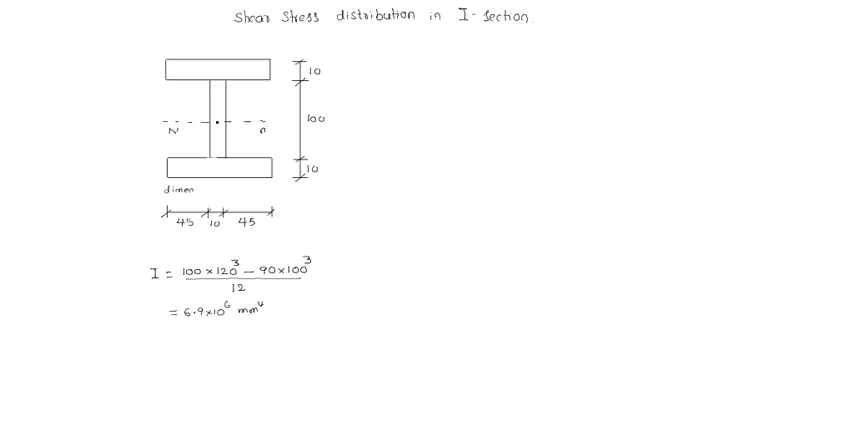 Shear Stress distribution in I-Section.
10
100
N A
10
dimen
45 10 45
I = 100 × 120³ − 90 × 100³
12
= 6.9×10⁶ mm⁴